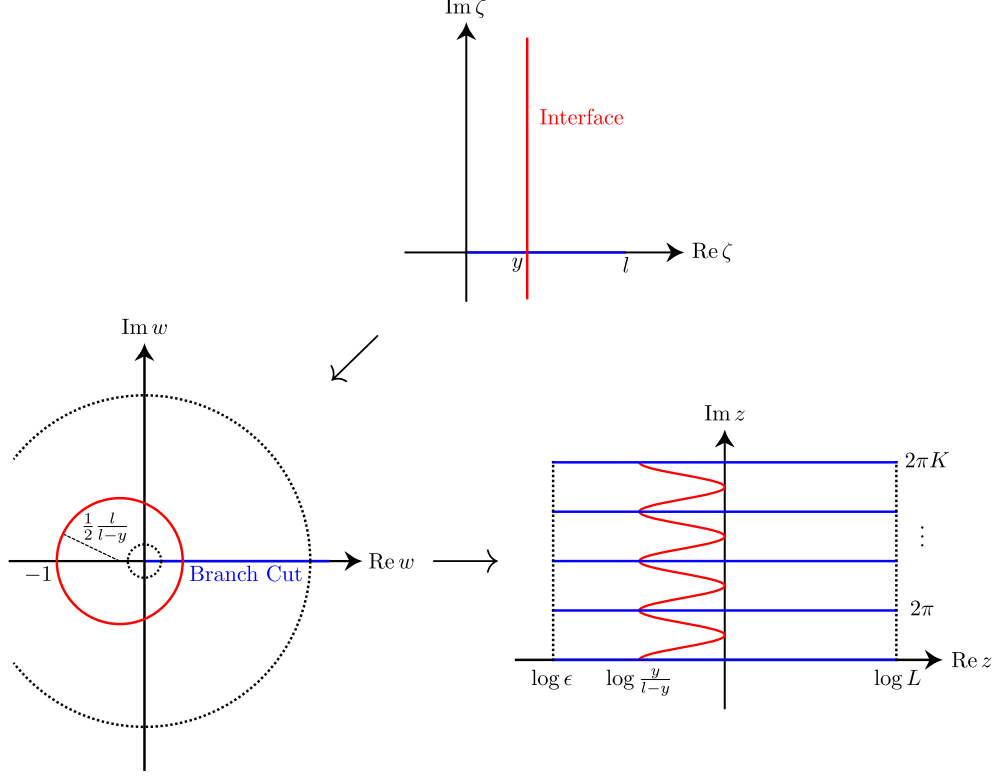 Im ζ
Interface
y
l
Re ζ
Im w
1/2 l/(l−y)
−1
Branch Cut
Re w
Im z
2πK
⋮
2π
log ϵ
log y/(l−y)
log L
Re z